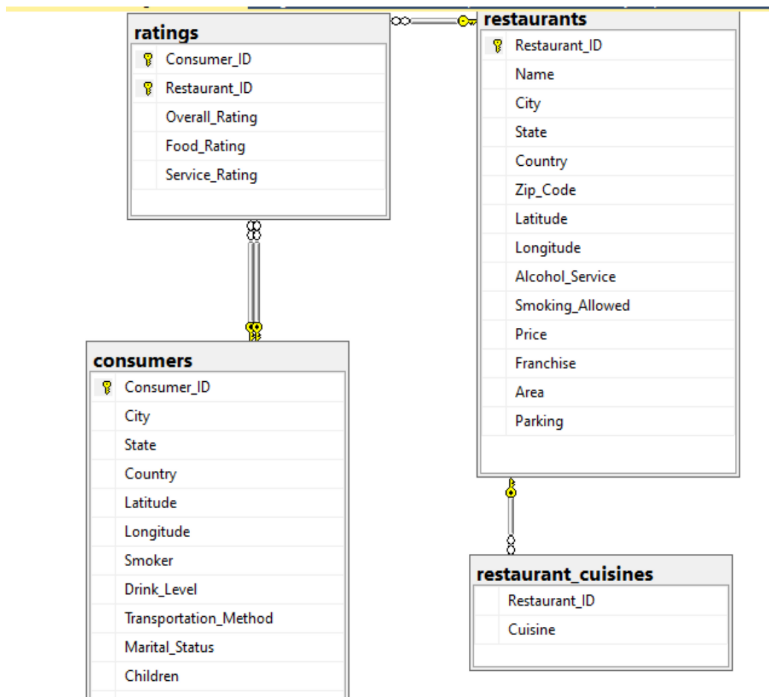 ratings
Consumer_ID
Restaurant_ID
Overall_Rating
Food_Rating
Service_Rating
restaurants
Restaurant_ID
Name
City
State
Country
Zip_Code
Latitude
Longitude
Alcohol_Service
Smoking_Allowed
Price
Franchise
Area
Parking
consumers
Consumer_ID
City
State
Country
Latitude
Longitude
Smoker
Drink_Level
Transportation_Method
Marital_Status
Children
restaurant_cuisines
Restaurant_ID
Cuisine